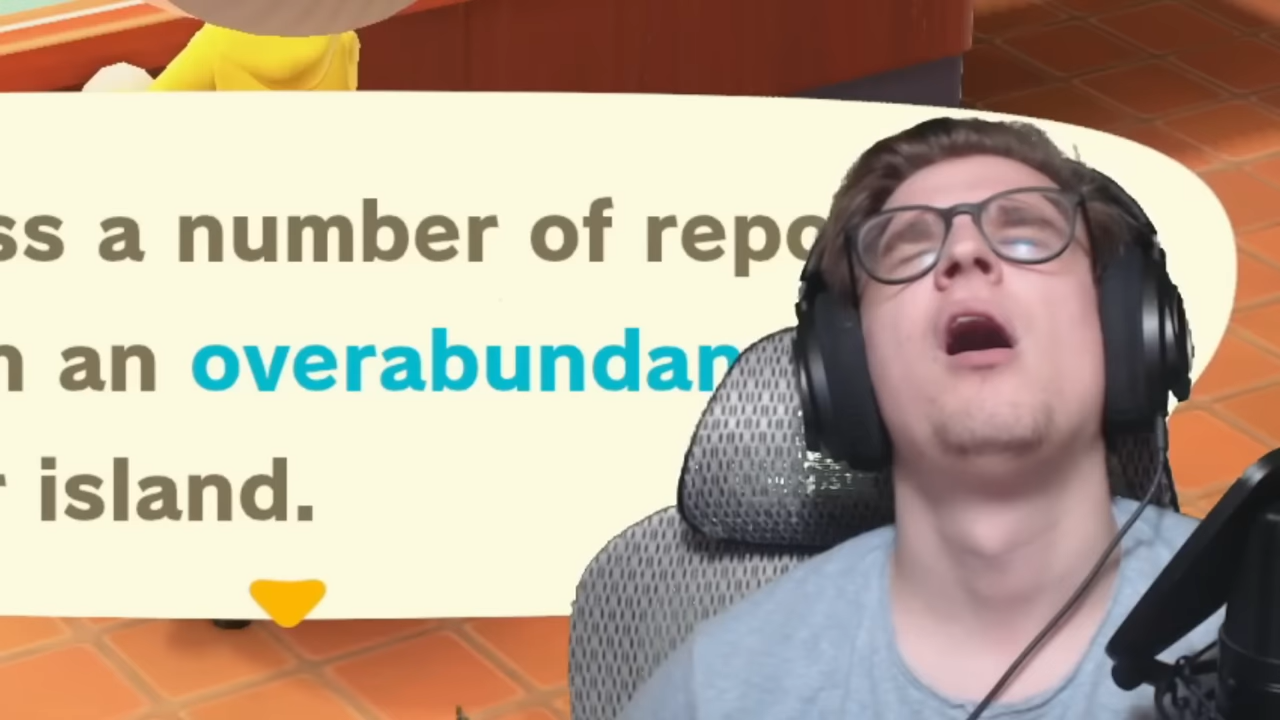 ss a number of repo
n an overabundan
r island.